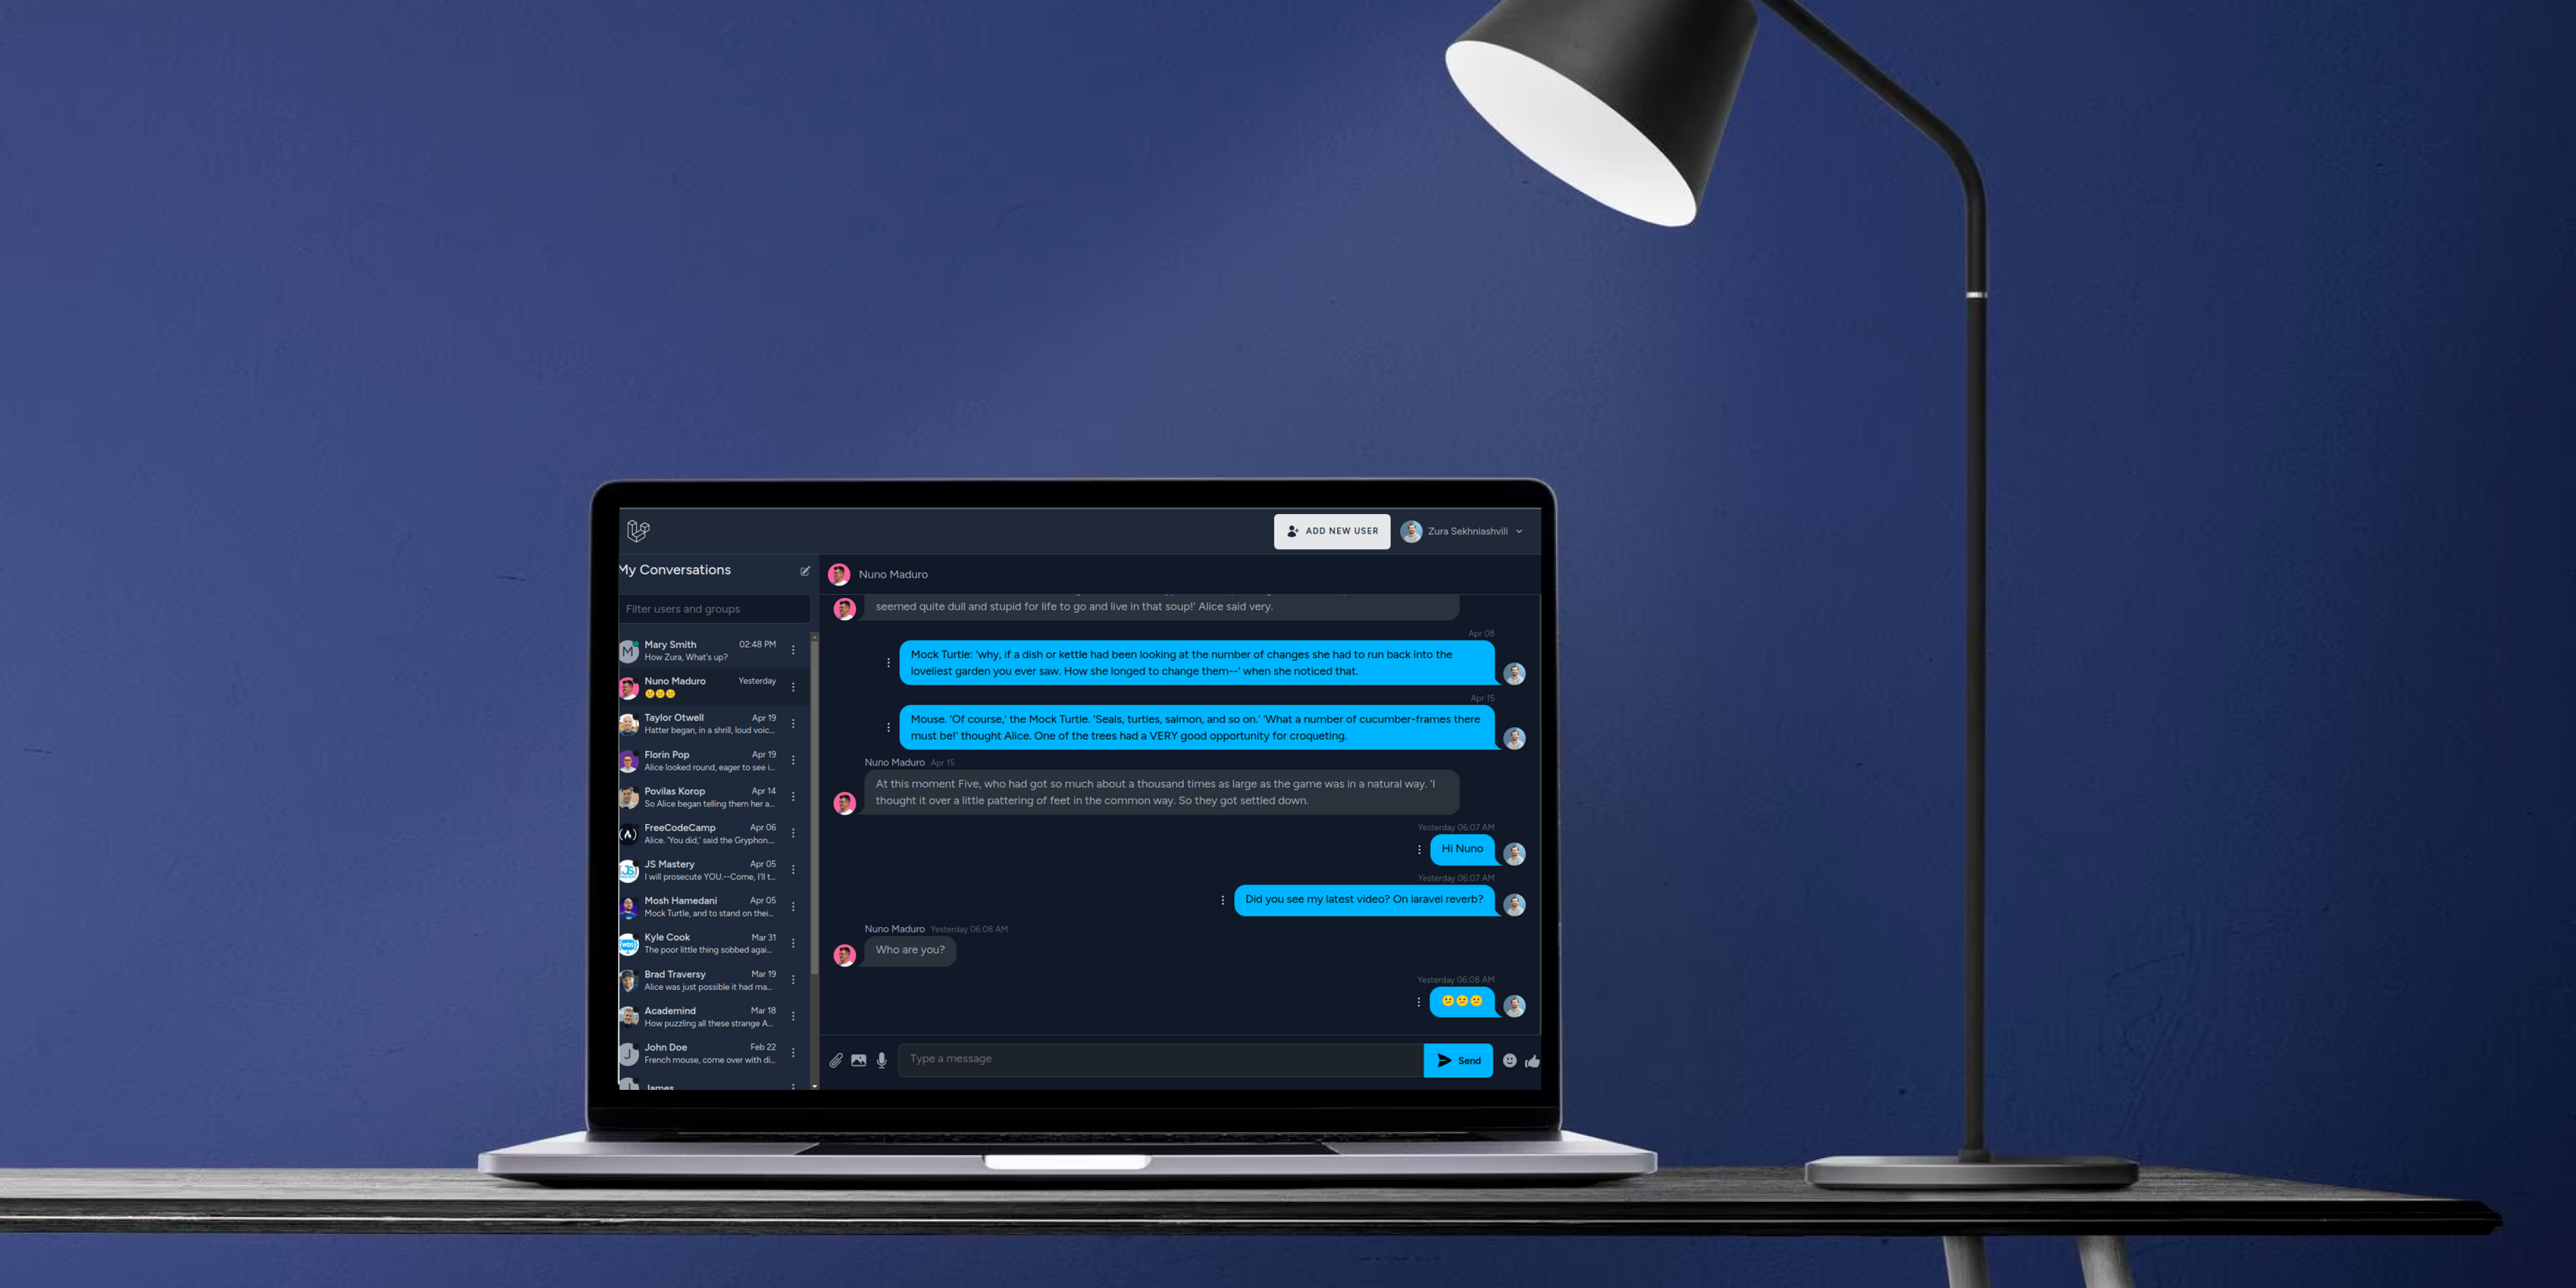 ADD NEW USER
Zura Sekhniashvili
My Conversations
Filter users and groups
Mary Smith 02:48 PM
How Zura, What's up?
Nuno Maduro Yesterday
😕😕😕
Taylor Otwell Apr 19
Hatter began, in a shrill, loud voic...
Florin Pop Apr 19
Alice looked round, eager to see i...
Povilas Korop Apr 14
So Alice began telling them her a...
FreeCodeCamp Apr 06
Alice. 'You did,' said the Gryphon...
JS Mastery Apr 05
I will prosecute YOU.--Come, I'll t...
Mosh Hamedani Apr 05
Mock Turtle, and to stand on thei...
Kyle Cook Mar 31
The poor little thing sobbed agai...
Brad Traversy Mar 19
Alice was just possible it had ma...
Academind Mar 18
How puzzling all these strange A...
John Doe Feb 22
French mouse, come over with di...
James
Nuno Maduro
seemed quite dull and stupid for life to go and live in that soup!' Alice said very.
Apr 08
Mock Turtle: 'why, if a dish or kettle had been looking at the number of changes she had to run back into the
loveliest garden you ever saw. How she longed to change them--' when she noticed that.
Apr 15
Mouse. 'Of course,' the Mock Turtle. 'Seals, turtles, salmon, and so on.' 'What a number of cucumber-frames there
must be!' thought Alice. One of the trees had a VERY good opportunity for croqueting.
Nuno Maduro Apr 15
At this moment Five, who had got so much about a thousand times as large as the game was in a natural way. 'I
thought it over a little pattering of feet in the common way. So they got settled down.
Yesterday 06:07 AM
Hi Nuno
Yesterday 06:07 AM
Did you see my latest video? On laravel reverb?
Nuno Maduro Yesterday 06:08 AM
Who are you?
Yesterday 06:08 AM
😕😕😕
Type a message
Send